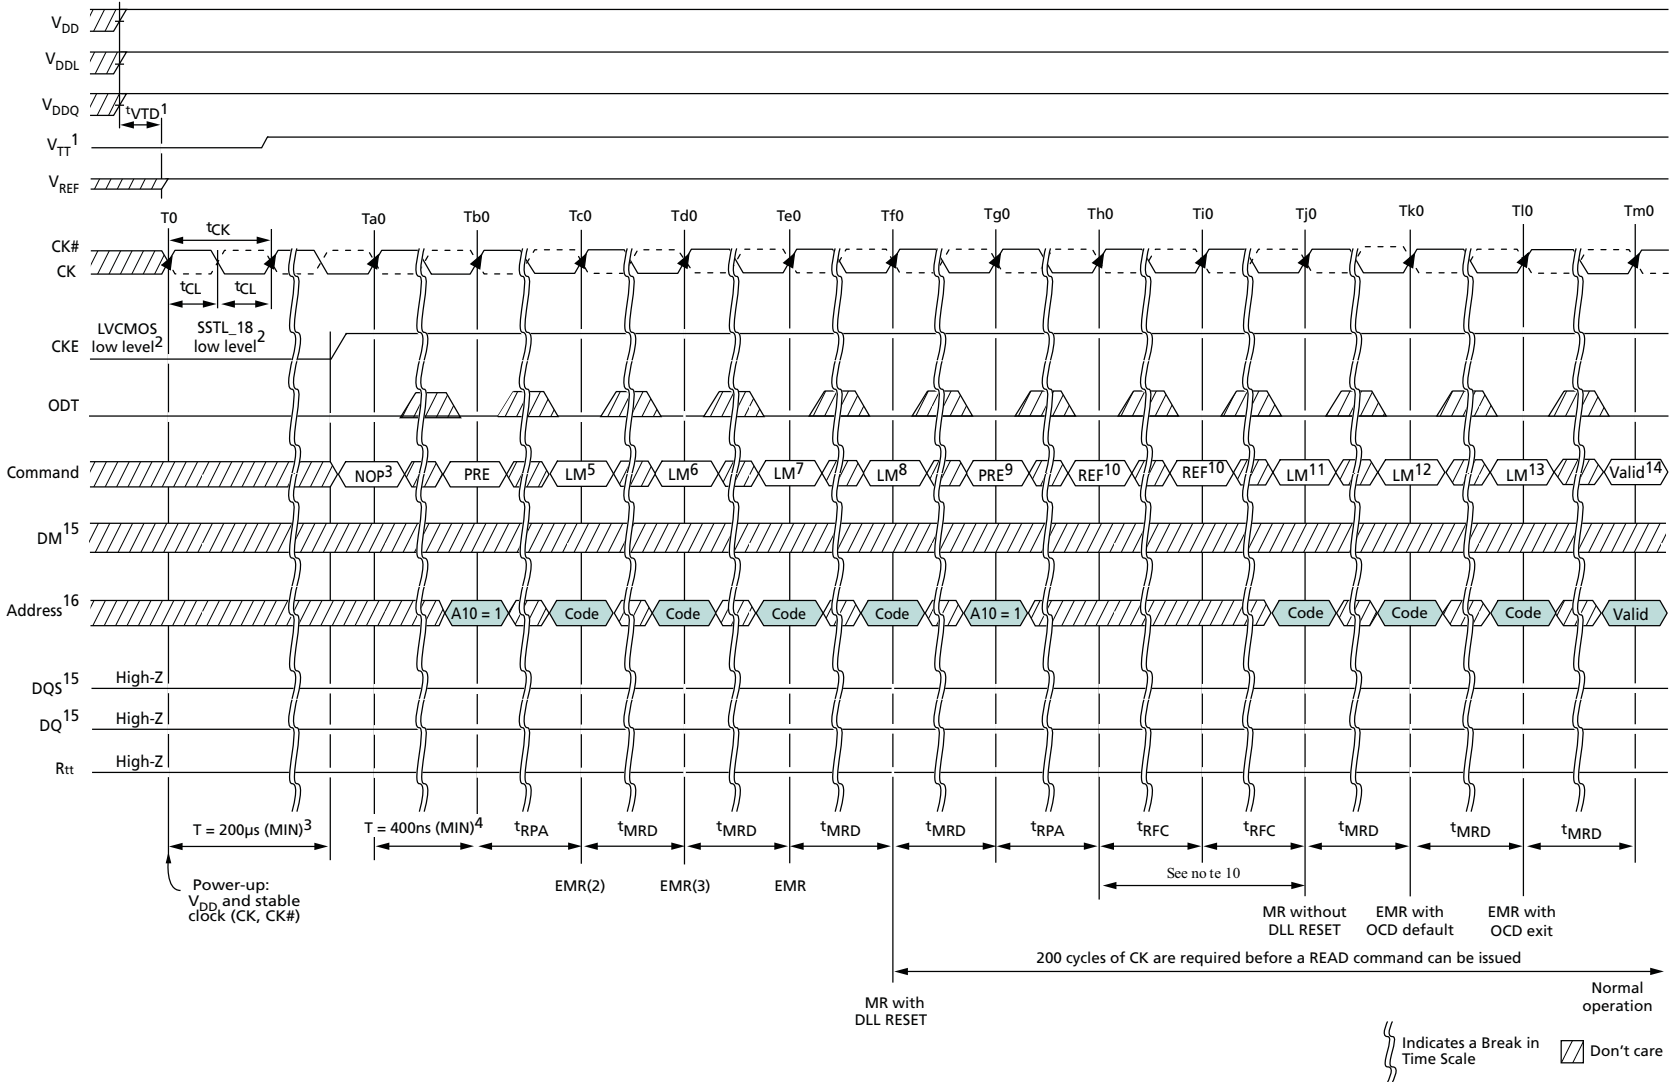 VDD
VDDL
VDDQ
tVTD1
VTT1
VREF
T0 Ta0 Tb0 Tc0 Td0 Te0 Tf0 Tg0 Th0 Ti0 Tj0 Tk0 Tl0 Tm0
tCK
CK#
CK
tCL tCL
LVCMOS
low level2
SSTL_18
low level2
CKE
ODT
Command NOP3 PRE LM5 LM6 LM7 LM8 PRE9 REF10 REF10 LM11 LM12 LM13 Valid14
DM15
Address16 A10 = 1 Code Code Code Code A10 = 1 Code Code Code Valid
DQS15 High-Z
DQ15 High-Z
Rtt High-Z
T = 200µs (MIN)3 T = 400ns (MIN)4 tRPA tMRD tMRD tMRD tMRD tRPA tRFC tRFC tMRD tMRD tMRD
See no te 10
Power-up:
VDD and stable
clock (CK, CK#)
EMR(2) EMR(3) EMR
MR without
DLL RESET
EMR with
OCD default
EMR with
OCD exit
200 cycles of CK are required before a READ command can be issued
MR with
DLL RESET
Normal
operation
Indicates a Break in
Time Scale
Don't care